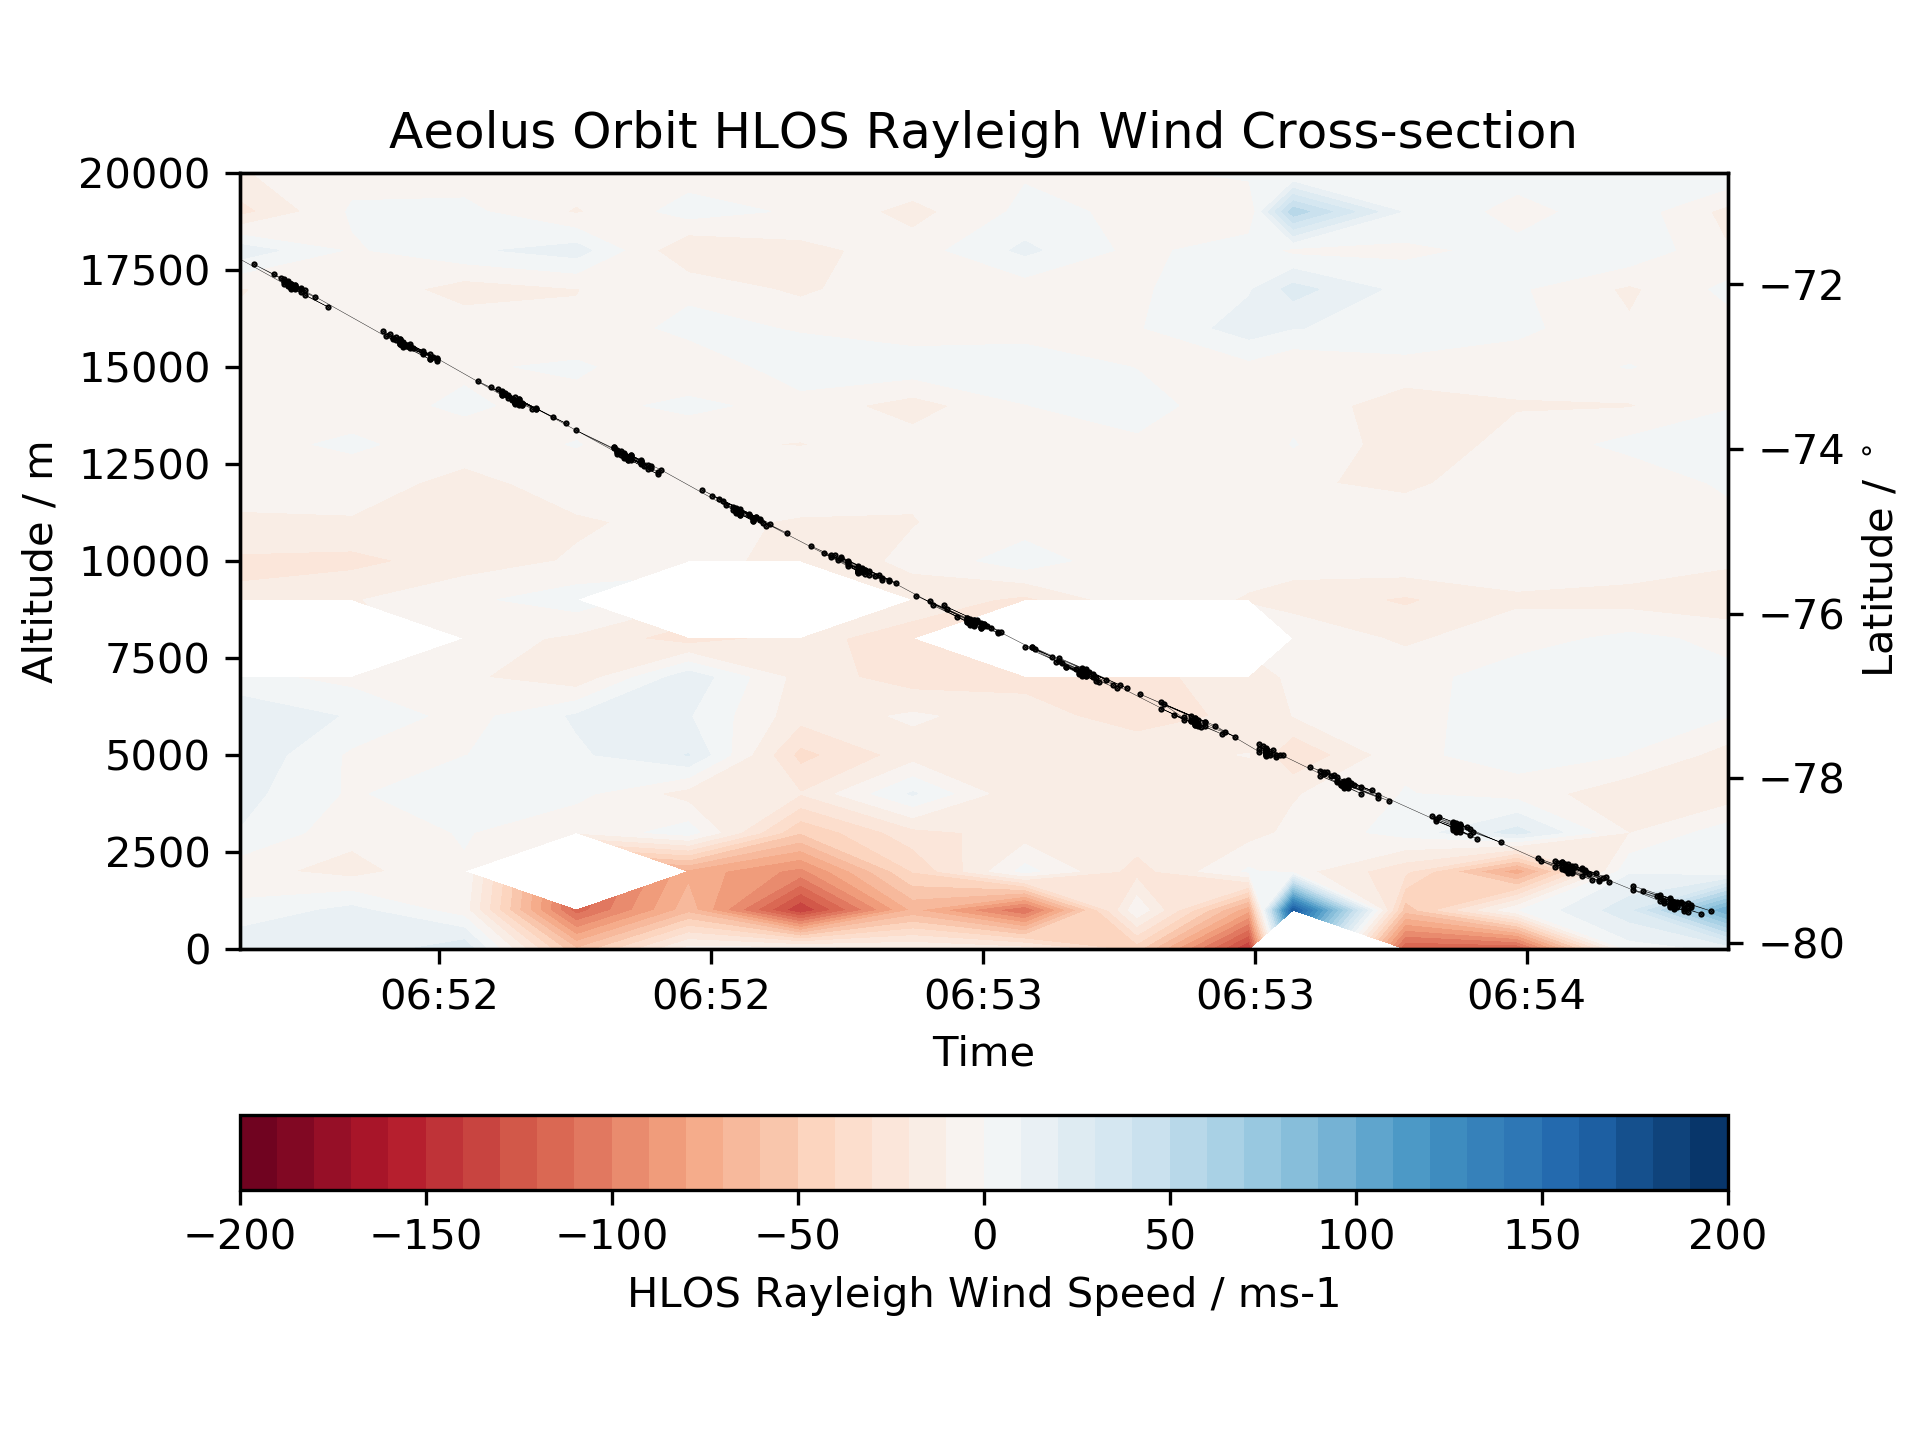 Aeolus Orbit HLOS Rayleigh Wind Cross-section
20000
17500
15000
12500
10000
7500
5000
2500
0
Altitude / m
−72
−74
−76
−78
−80
Latitude / °
06:52 06:52 06:53 06:53 06:54
Time
−200 −150 −100 −50 0 50 100 150 200
HLOS Rayleigh Wind Speed / ms-1